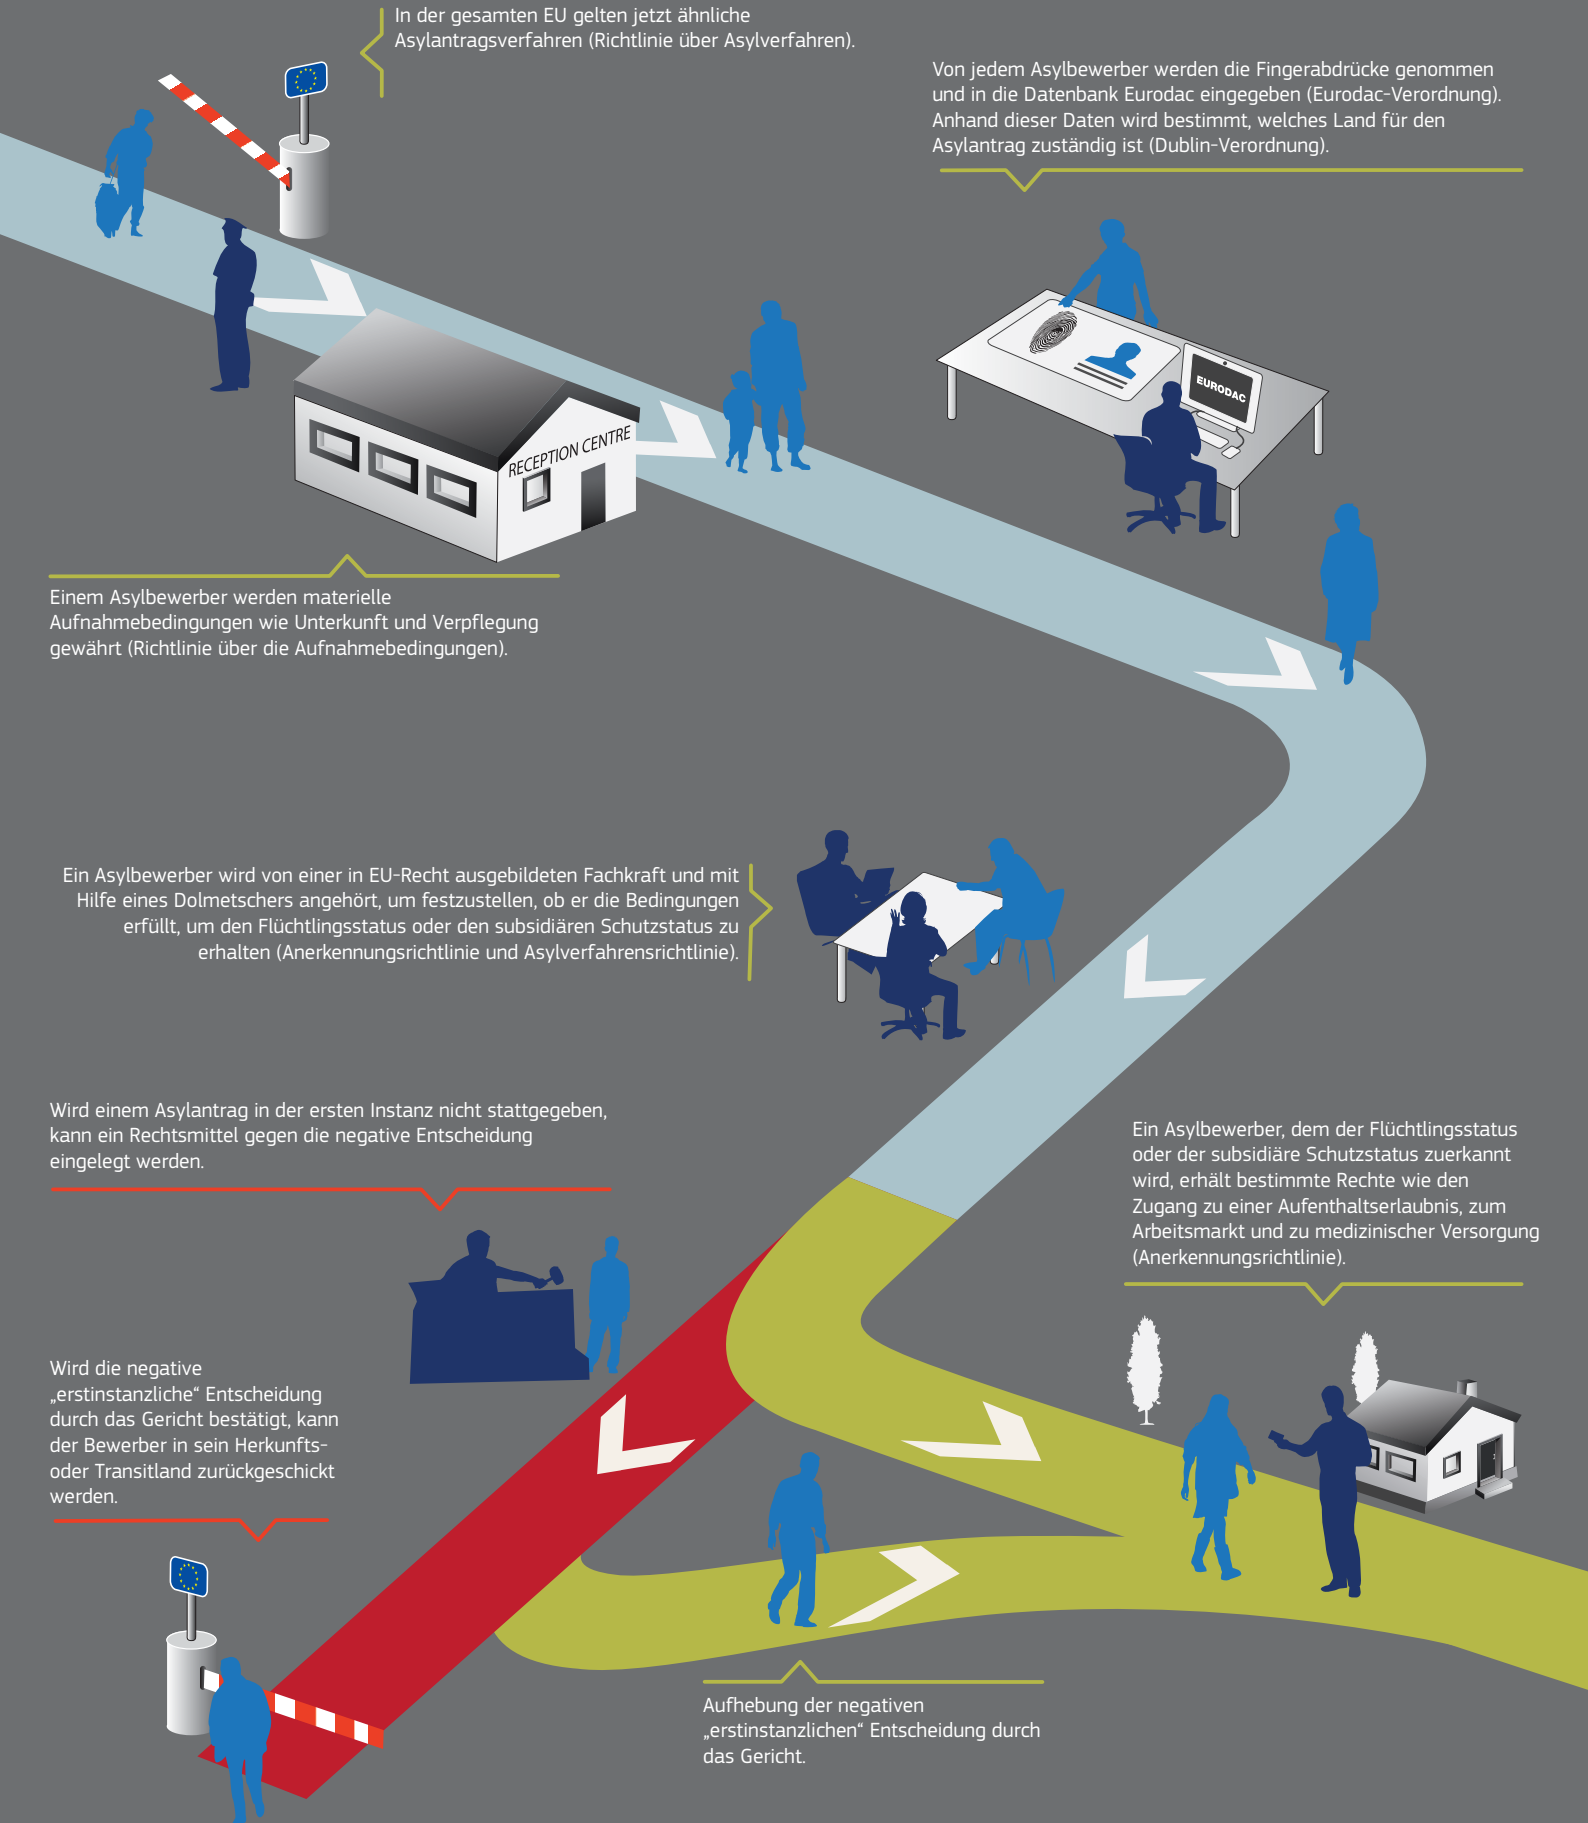 In der gesamten EU gelten jetzt ähnliche
Asylantragsverfahren (Richtlinie über Asylverfahren).
Von jedem Asylbewerber werden die Fingerabdrücke genommen
und in die Datenbank Eurodac eingegeben (Eurodac-Verordnung).
Anhand dieser Daten wird bestimmt, welches Land für den
Asylantrag zuständig ist (Dublin-Verordnung).
EURODAC
RECEPTION CENTRE
Einem Asylbewerber werden materielle
Aufnahmebedingungen wie Unterkunft und Verpflegung
gewährt (Richtlinie über die Aufnahmebedingungen).
Ein Asylbewerber wird von einer in EU-Recht ausgebildeten Fachkraft und mit
Hilfe eines Dolmetschers angehört, um festzustellen, ob er die Bedingungen
erfüllt, um den Flüchtlingsstatus oder den subsidiären Schutzstatus zu
erhalten (Anerkennungsrichtlinie und Asylverfahrensrichtlinie).
Wird einem Asylantrag in der ersten Instanz nicht stattgegeben,
kann ein Rechtsmittel gegen die negative Entscheidung
eingelegt werden.
Ein Asylbewerber, dem der Flüchtlingsstatus
oder der subsidiäre Schutzstatus zuerkannt
wird, erhält bestimmte Rechte wie den
Zugang zu einer Aufenthaltserlaubnis, zum
Arbeitsmarkt und zu medizinischer Versorgung
(Anerkennungsrichtlinie).
Wird die negative
„erstinstanzliche“ Entscheidung
durch das Gericht bestätigt, kann
der Bewerber in sein Herkunfts-
oder Transitland zurückgeschickt
werden.
Aufhebung der negativen
„erstinstanzlichen“ Entscheidung durch
das Gericht.